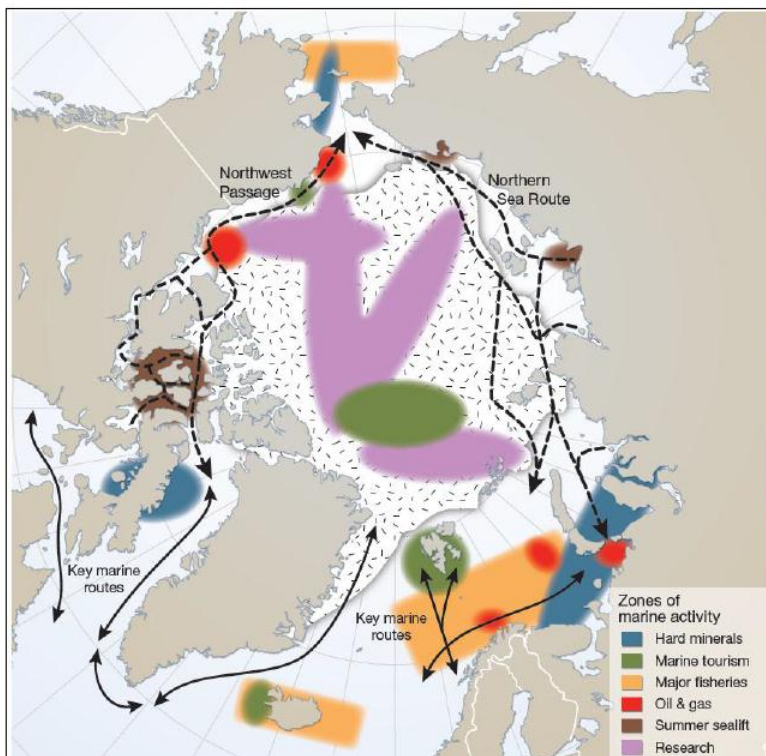 Northwest
Passage
Northern
Sea Route
Key marine
routes
Key marine
routes
Zones of
marine activity
Hard minerals
Marine tourism
Major fisheries
Oil & gas
Summer sealift
Research